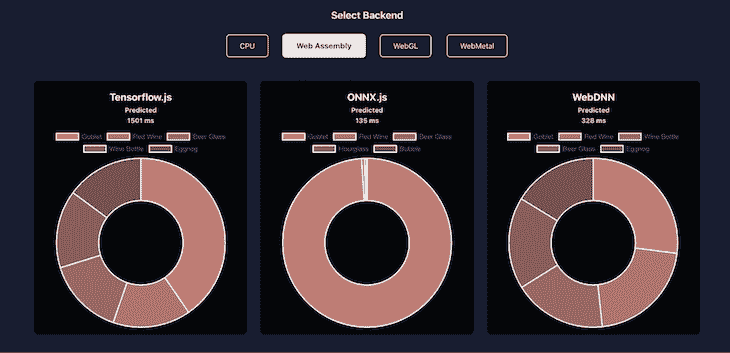 Select Backend
CPU Web Assembly WebGL WebMetal
Tensorflow.js
Predicted
1501 ms
Goblet Red Wine Beer Glass
Wine Bottle Eggnog
ONNX.js
Predicted
135 ms
Goblet Red Wine Beer Glass
Hourglass Bubble
WebDNN
Predicted
328 ms
Goblet Red Wine Wine Bottle
Beer Glass Eggnog